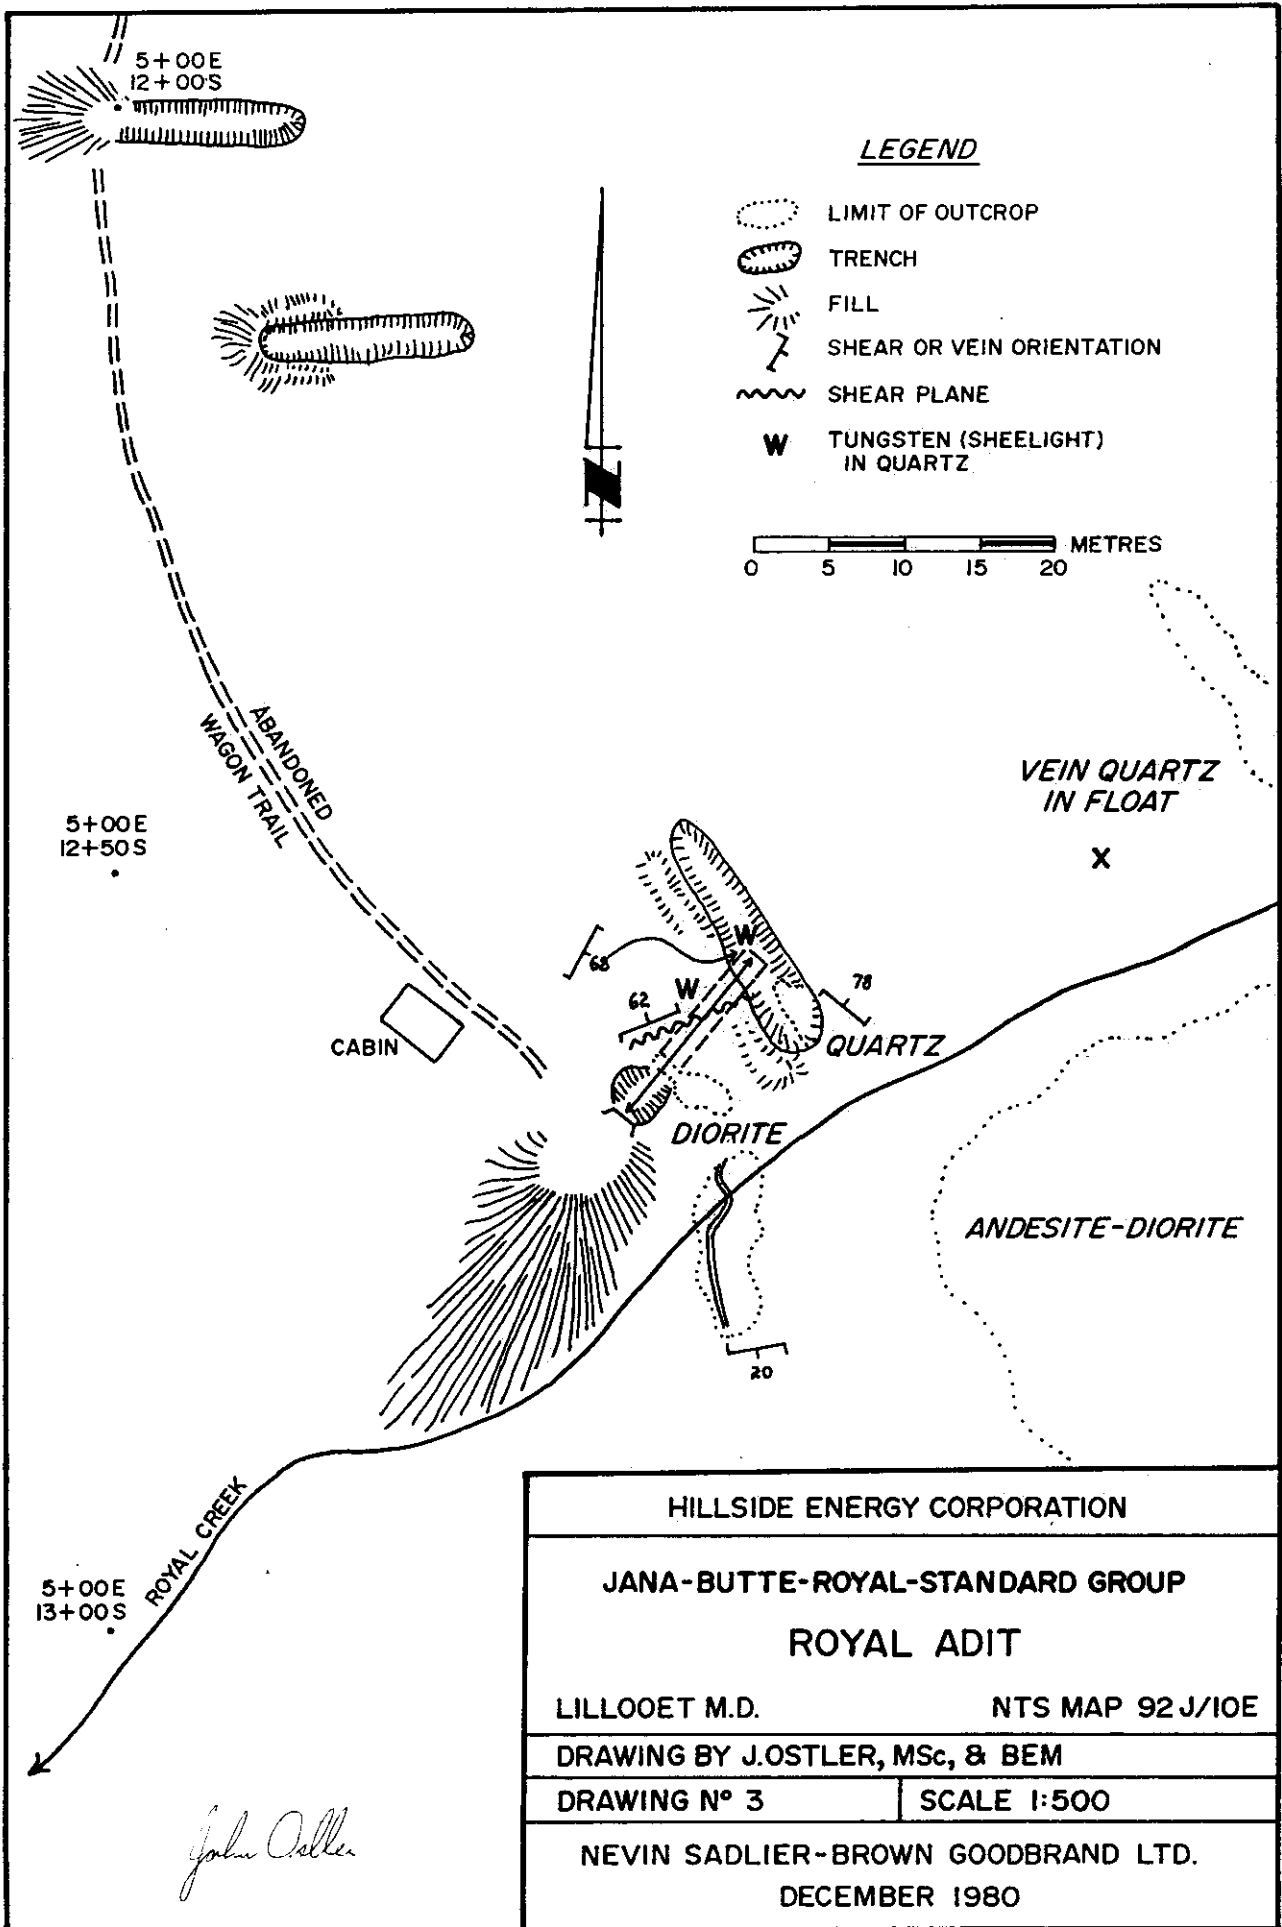 5+00E
12+00S
LEGEND
LIMIT OF OUTCROP
TRENCH
FILL
SHEAR OR VEIN ORIENTATION
SHEAR PLANE
W TUNGSTEN (SHEELIGHT)
IN QUARTZ
N
METRES
0 5 10 15 20
ABANDONED
WAGON TRAIL
VEIN QUARTZ
IN FLOAT
X
5+00E
12+50S
W
68
W
62
78
CABIN
QUARTZ
DIORITE
ANDESITE-DIORITE
20
ROYAL CREEK
5+00E
13+00S
John Ostler
HILLSIDE ENERGY CORPORATION
JANA-BUTTE-ROYAL-STANDARD GROUP
ROYAL ADIT
LILLOOET M.D. NTS MAP 92J/10E
DRAWING BY J.OSTLER, MSc, & BEM
DRAWING Nº 3 SCALE 1:500
NEVIN SADLIER-BROWN GOODBRAND LTD.
DECEMBER 1980